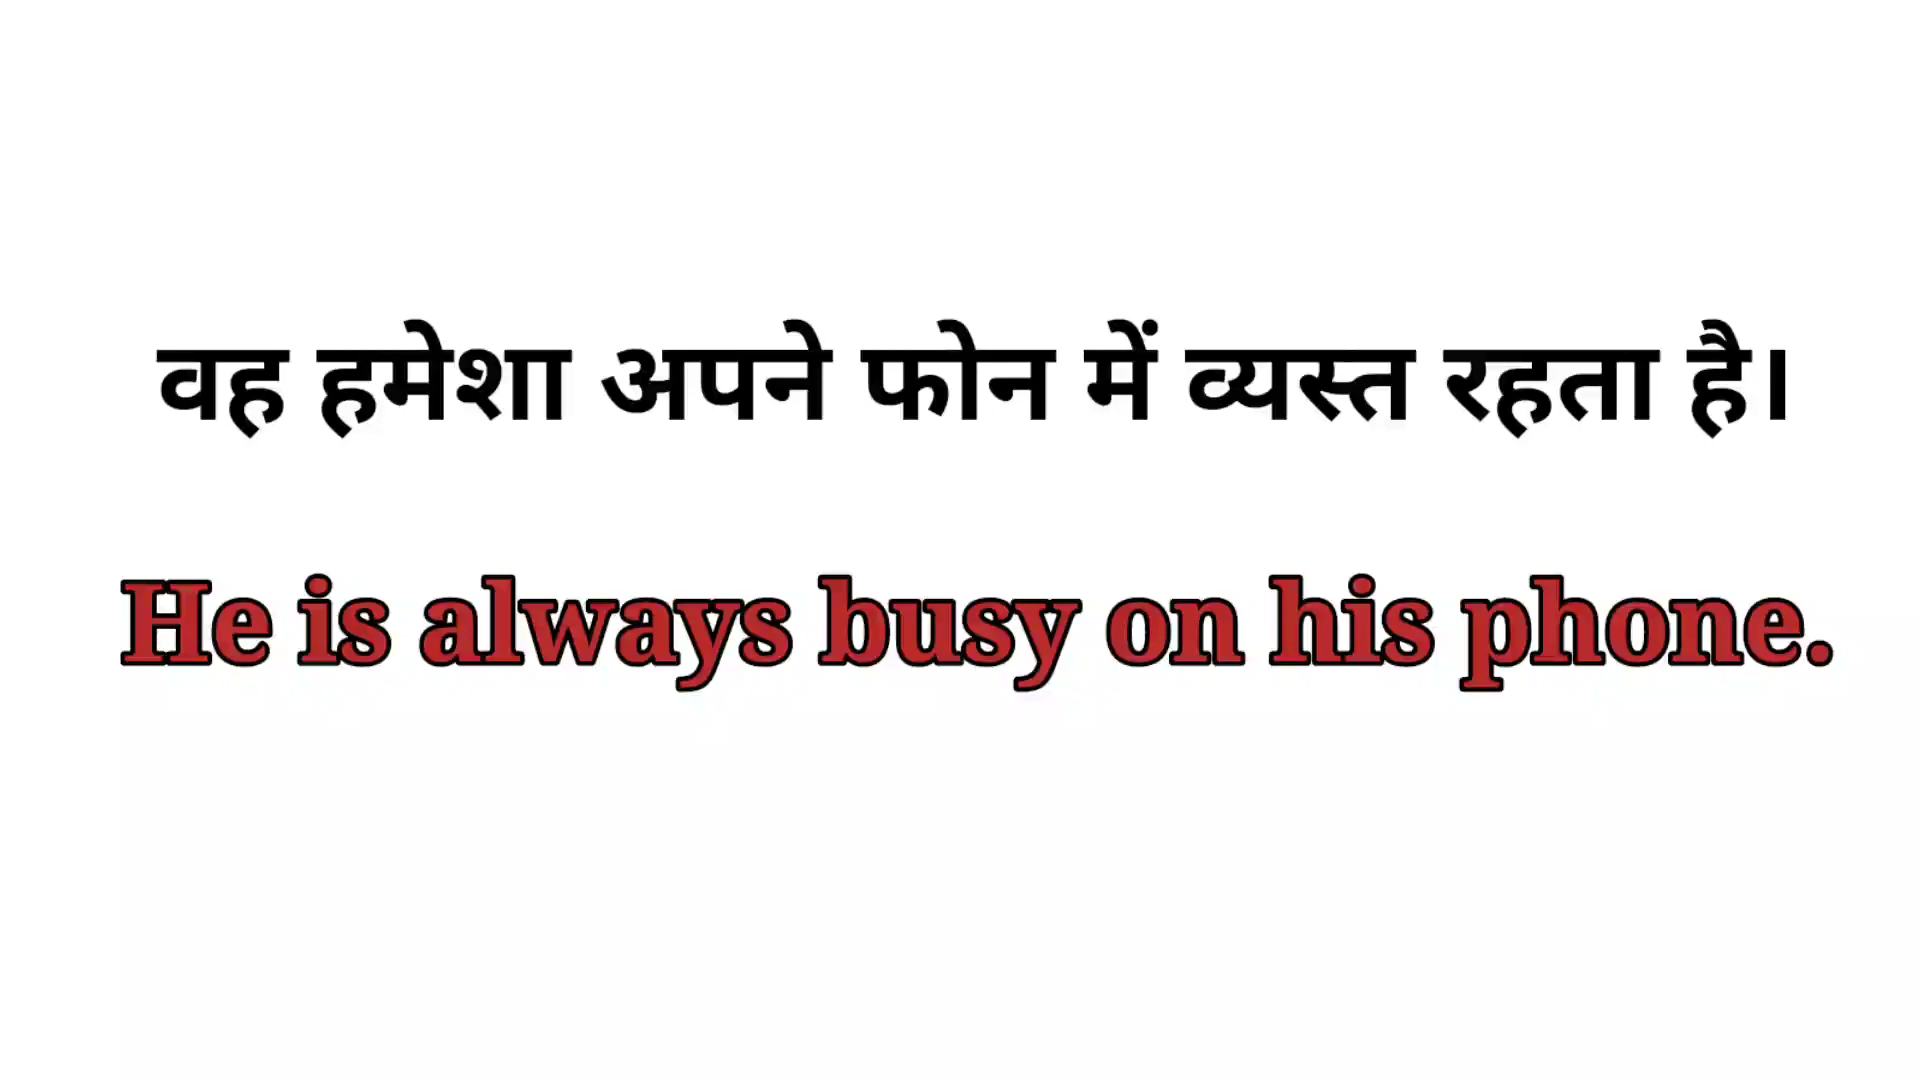 वह हमेशा अपने फोन में व्यस्त रहता है।
He is always busy on his phone.